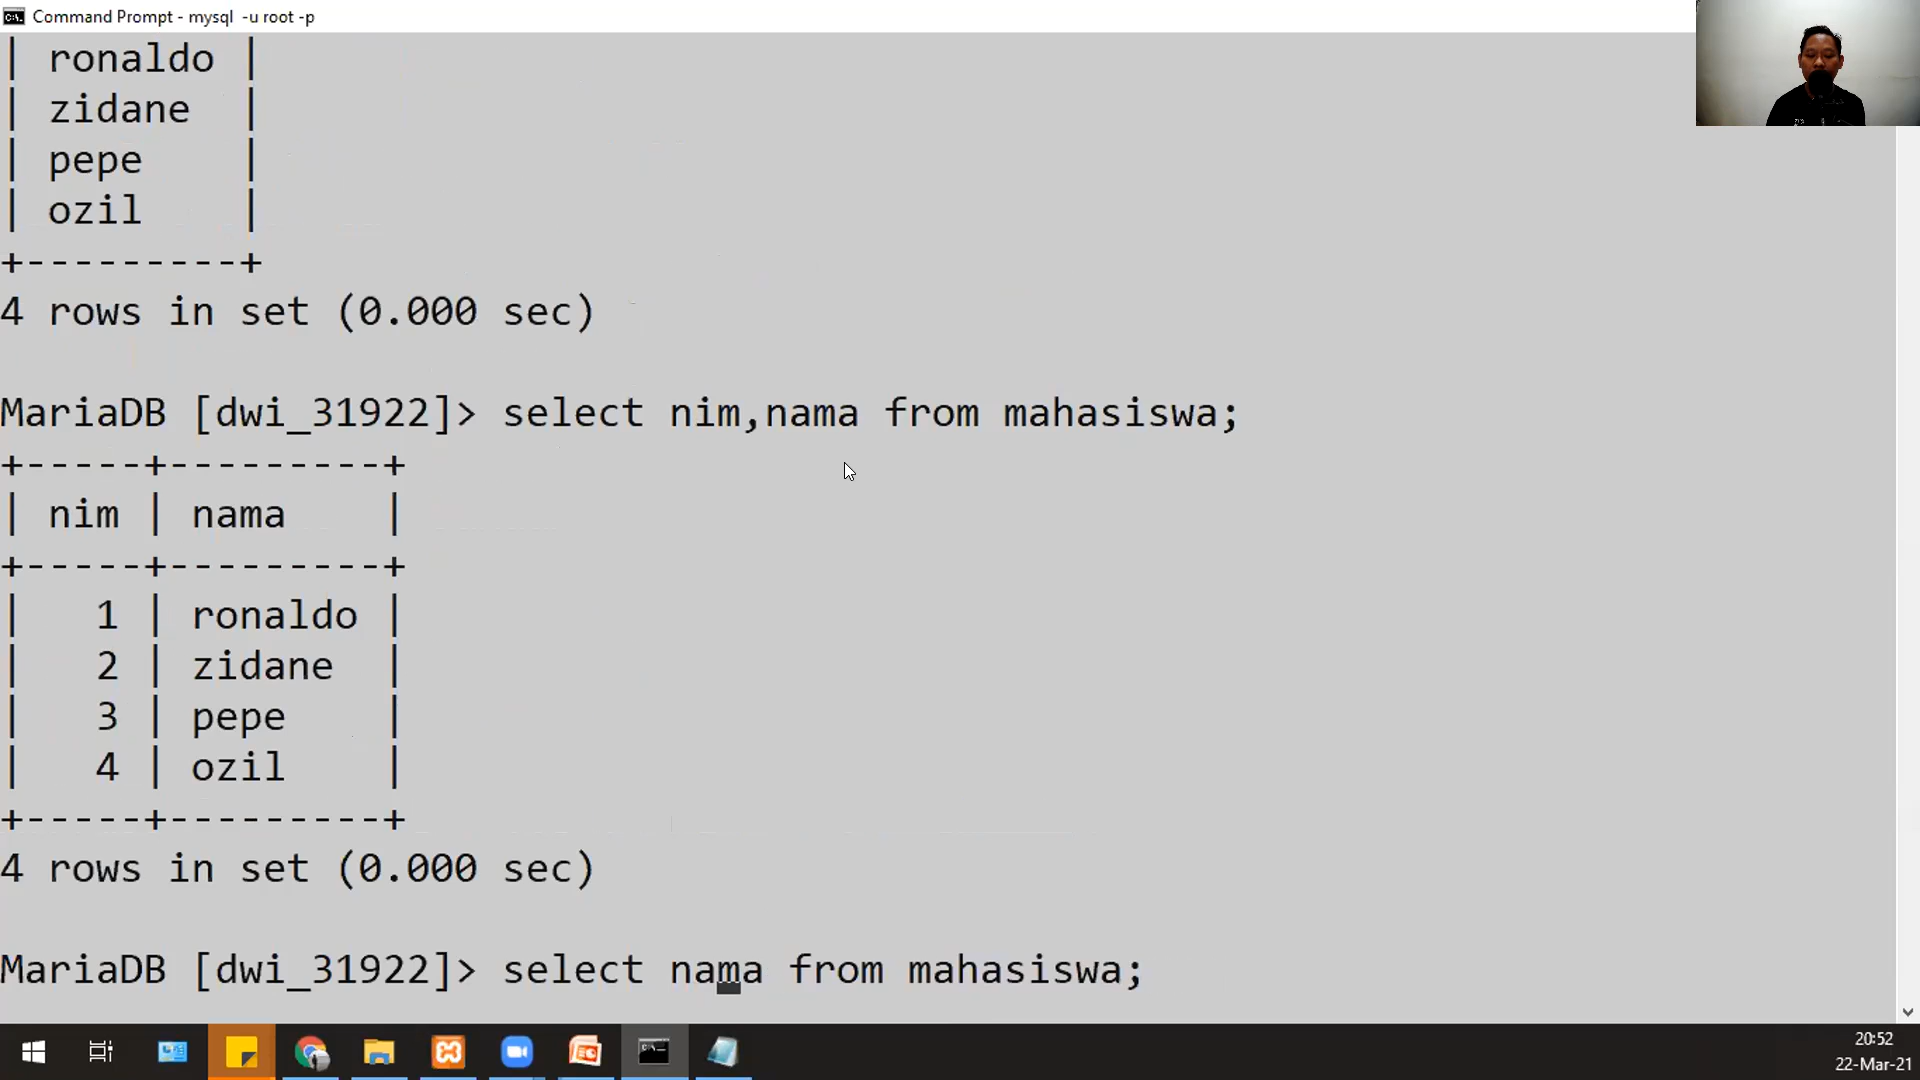 Command Prompt - mysql  -u root -p
| ronaldo |
| zidane  |
| pepe    |
| ozil    |
+---------+
4 rows in set (0.000 sec)
MariaDB [dwi_31922]> select nim,nama from mahasiswa;
+-----+---------+
| nim | nama    |
+-----+---------+
|   1 | ronaldo |
|   2 | zidane  |
|   3 | pepe    |
|   4 | ozil    |
+-----+---------+
4 rows in set (0.000 sec)
MariaDB [dwi_31922]> select nama from mahasiswa;
20:52
22-Mar-21